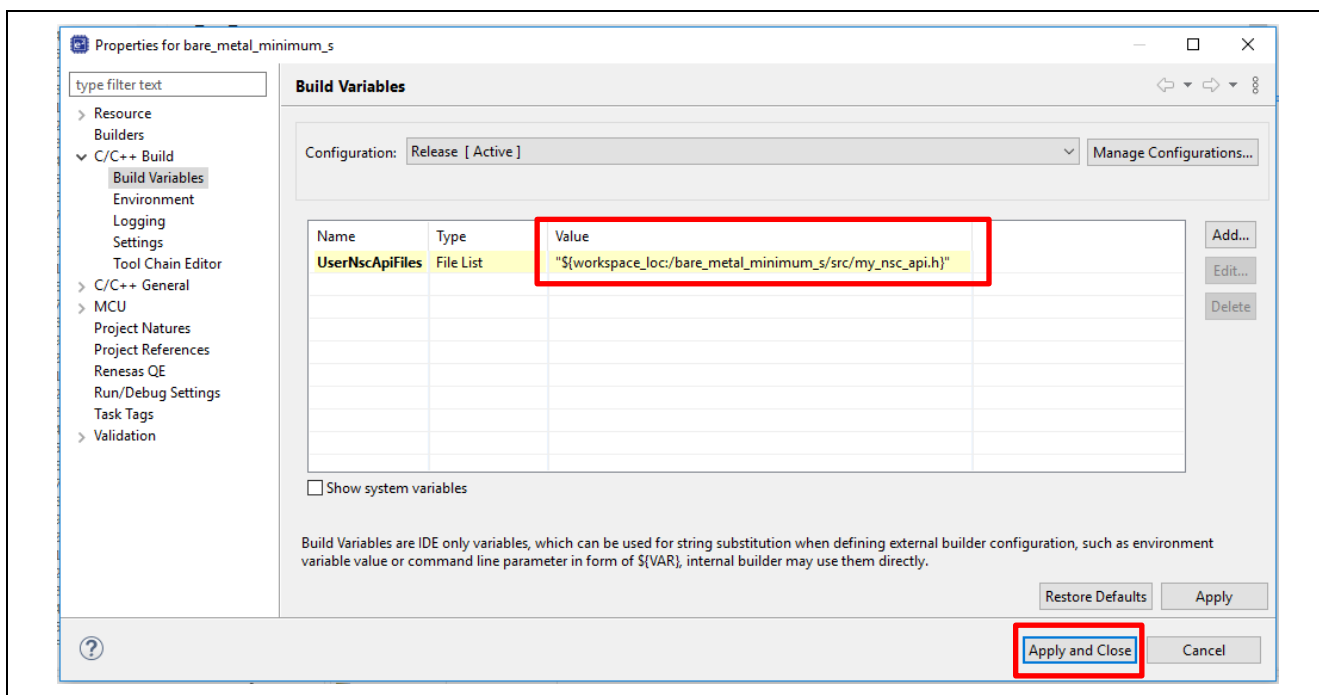 Properties for bare_metal_minimum_s
type filter text
Build Variables
Resource
Builders
C/C++ Build
Build Variables
Environment
Logging
Settings
Tool Chain Editor
C/C++ General
MCU
Project Natures
Project References
Renesas QE
Run/Debug Settings
Task Tags
Validation
Configuration: Release [ Active ]
Manage Configurations...
Name Type Value
UserNscApiFiles File List "${workspace_loc:/bare_metal_minimum_s/src/my_nsc_api.h}"
Add...
Edit...
Delete
Show system variables
Build Variables are IDE only variables, which can be used for string substitution when defining external builder configuration, such as environment
variable value or command line parameter in form of ${VAR}, internal builder may use them directly.
Restore Defaults Apply
? Apply and Close Cancel